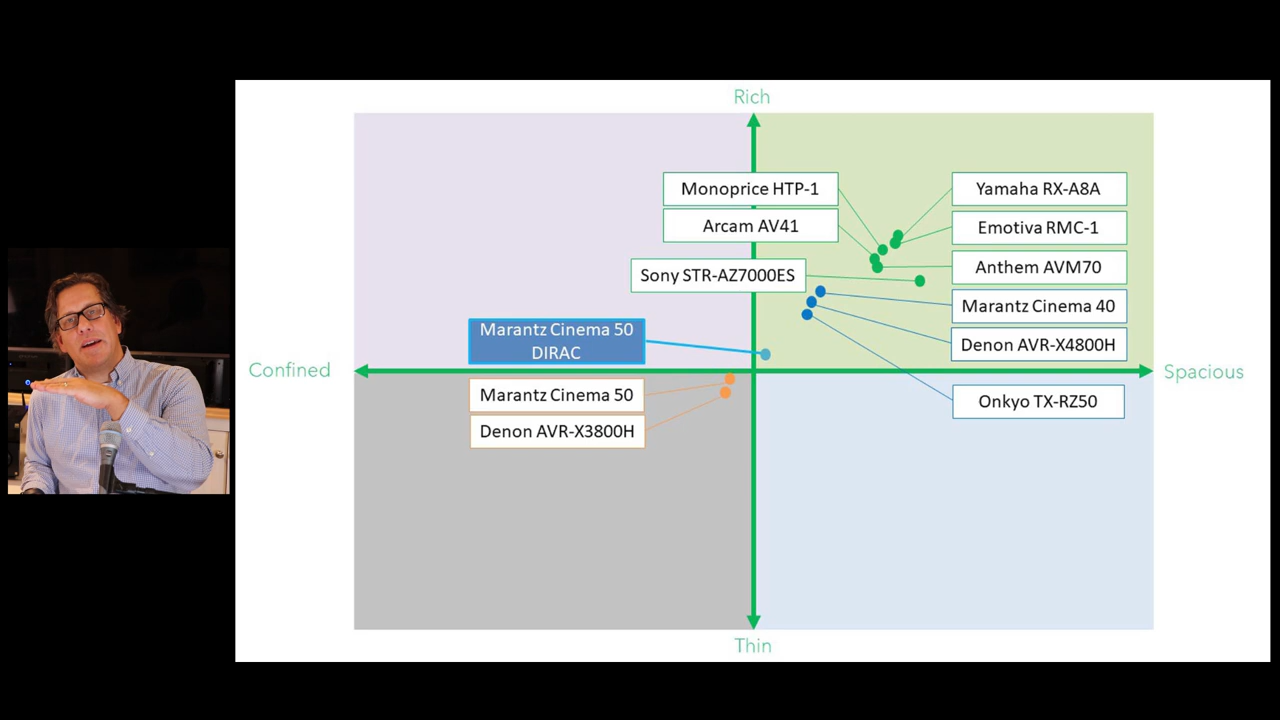 Rich
Monoprice HTP-1
Yamaha RX-A8A
Arcam AV41
Emotiva RMC-1
Sony STR-AZ7000ES
Anthem AVM70
Marantz Cinema 40
Marantz Cinema 50
DIRAC
Denon AVR-X4800H
Confined
Spacious
Marantz Cinema 50
Onkyo TX-RZ50
Denon AVR-X3800H
Thin